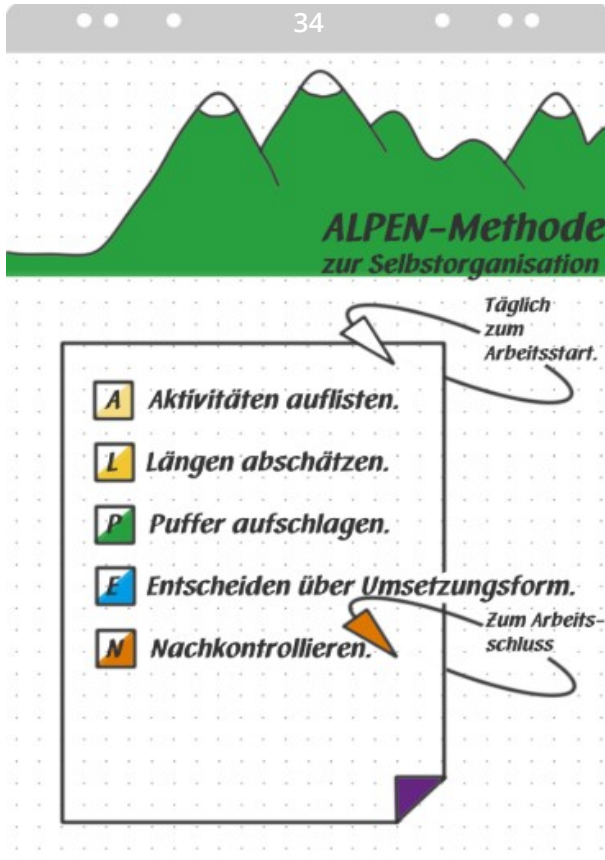 34
ALPEN-Methode
zur Selbstorganisation
Täglich
zum
Arbeitsstart.
A Aktivitäten auflisten.
L Längen abschätzen.
P Puffer aufschlagen.
E Entscheiden über Umsetzungsform.
N Nachkontrollieren.
Zum Arbeits-
schluss